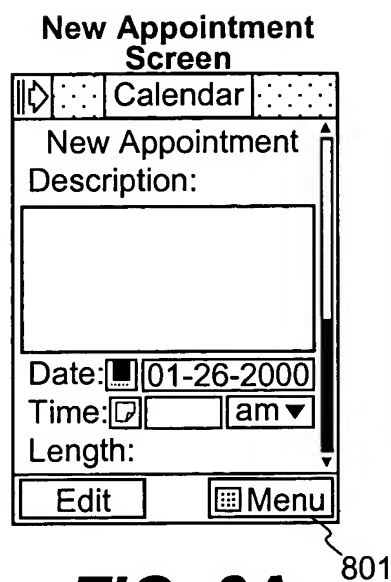 New Appointment
Screen
Calendar
New Appointment
Description:
Date: 01-26-2000
Time: am
Length:
Edit Menu
801